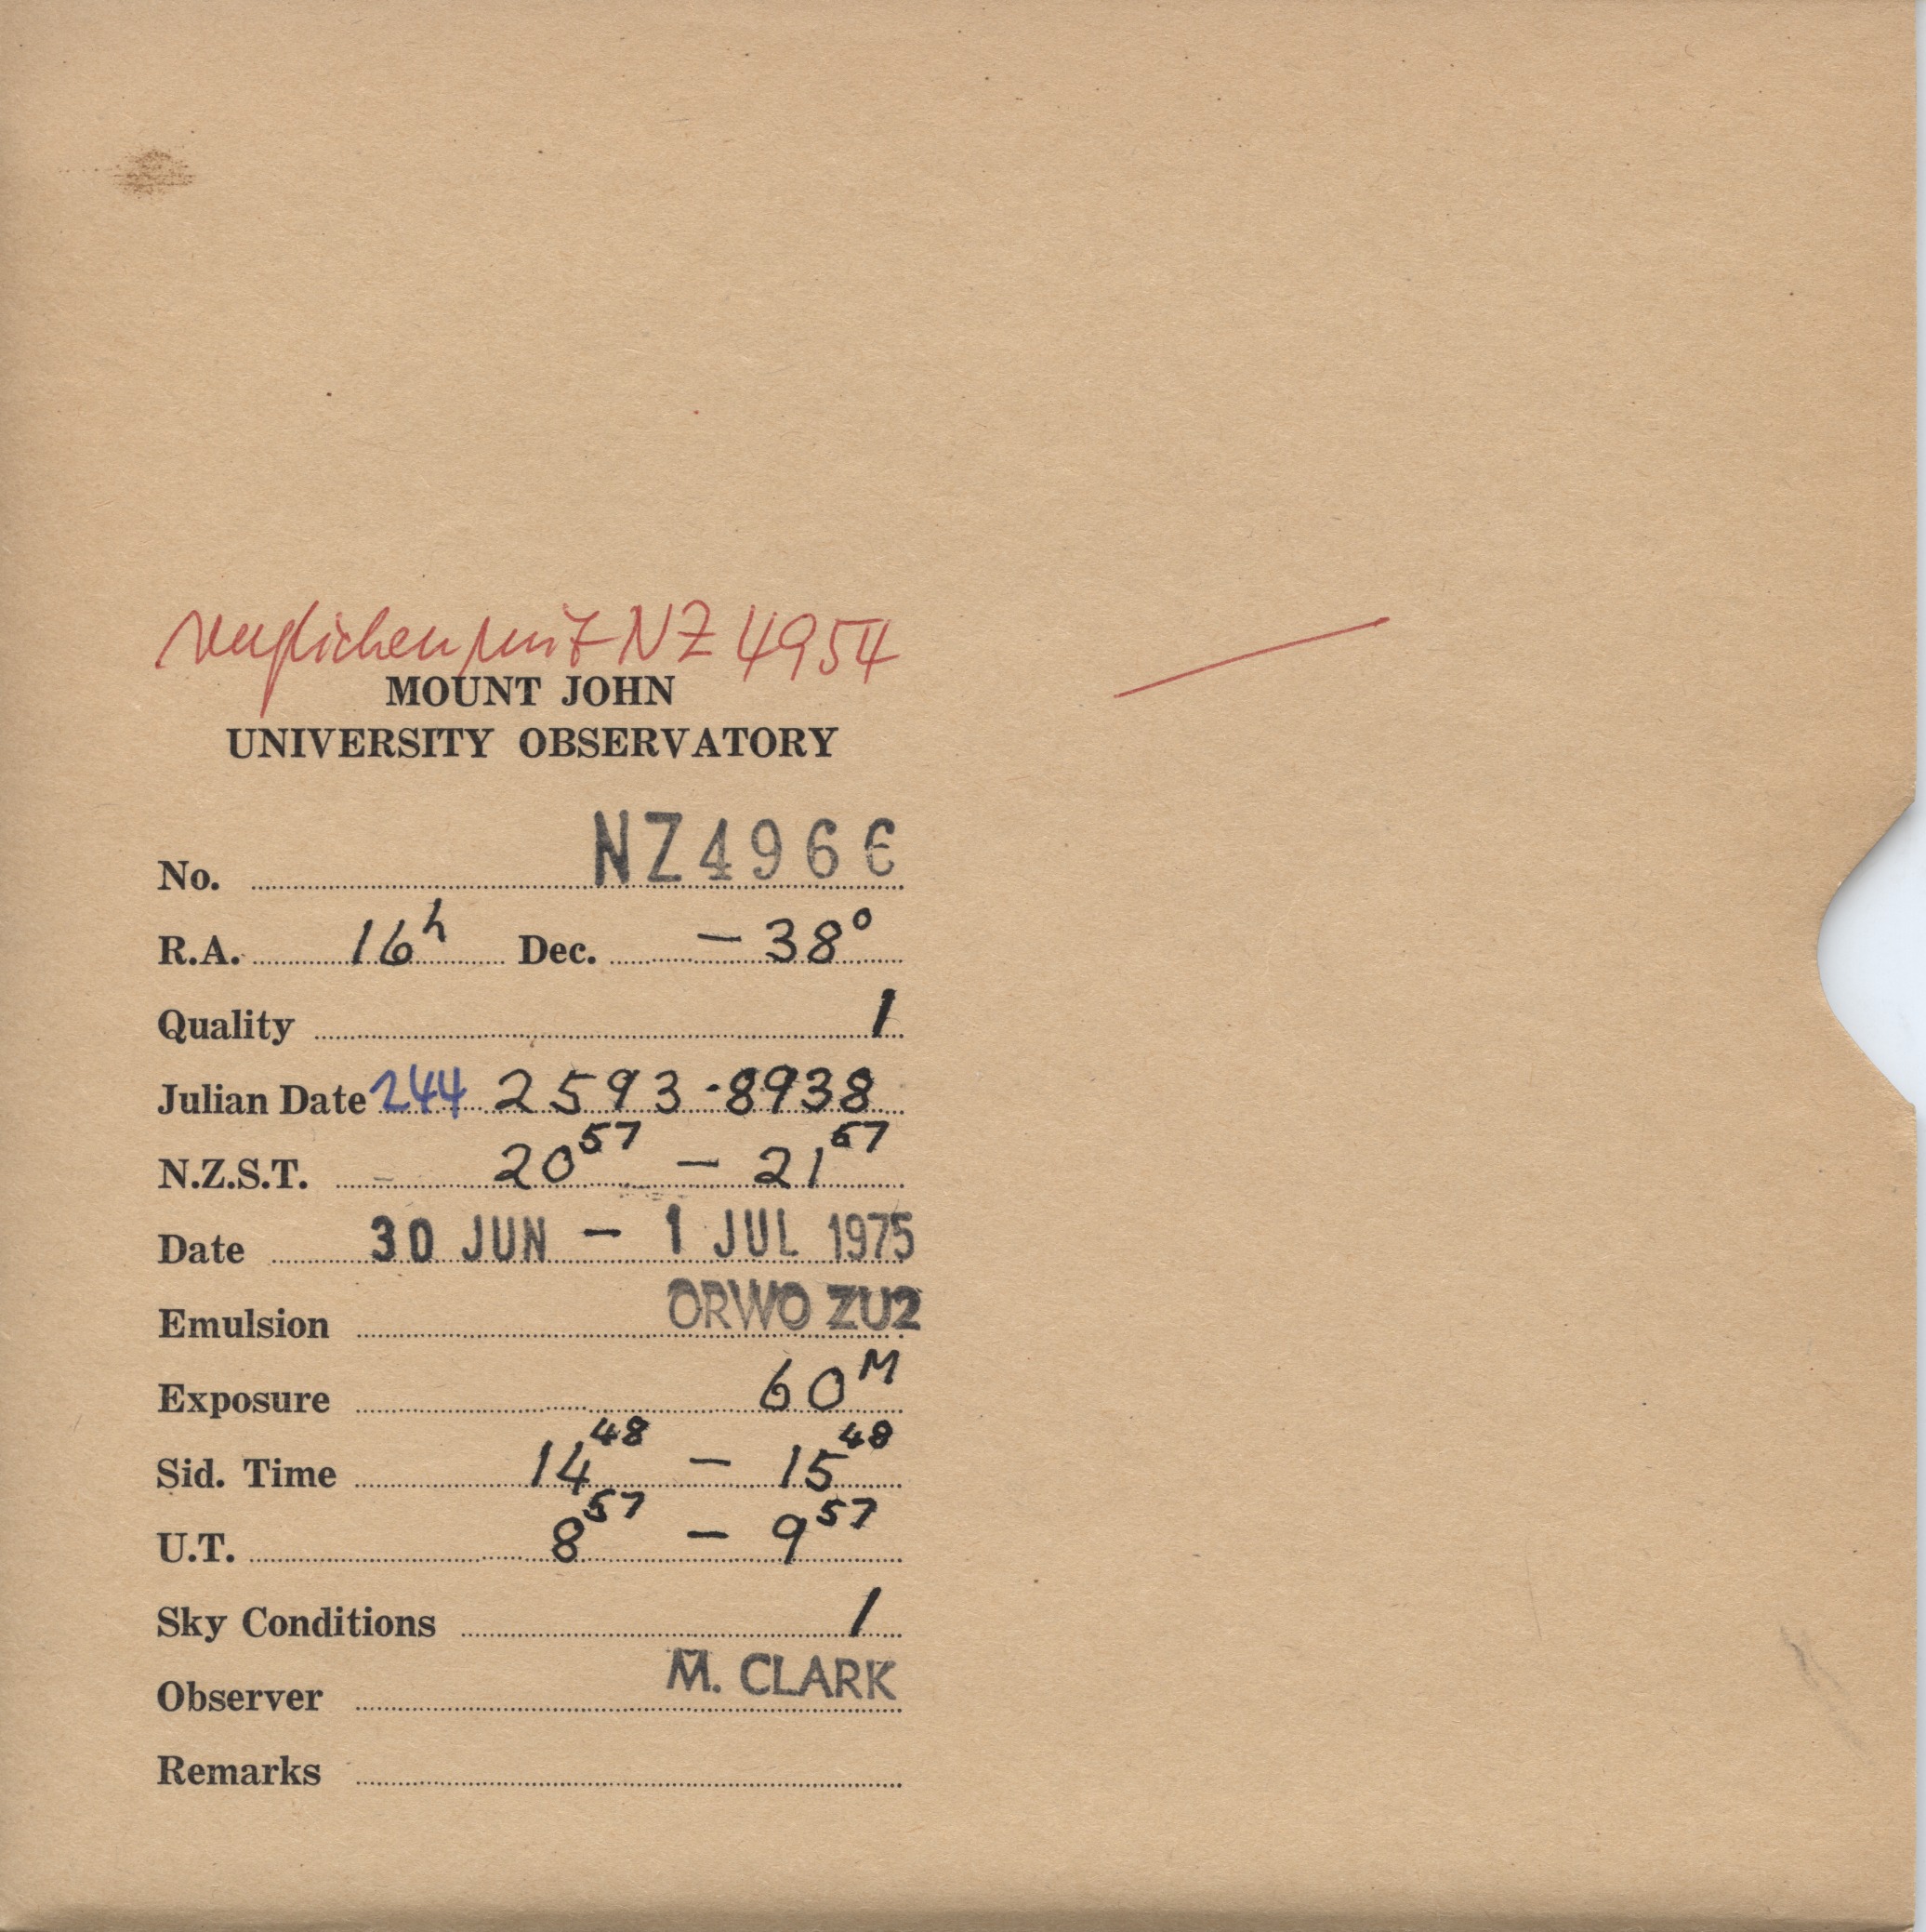 verglichen mit NZ 4954
MOUNT JOHN
UNIVERSITY OBSERVATORY
No. NZ4966
R.A. 16h Dec. - 38°
Quality 1
Julian Date 244 2593.8938
N.Z.S.T. 20 57 - 21 57
Date 30 JUN - 1 JUL 1975
Emulsion ORWO ZU2
Exposure 60M
Sid. Time 14 48 - 15 48
U.T. 8 57 - 9 57
Sky Conditions 1
Observer M. CLARK
Remarks